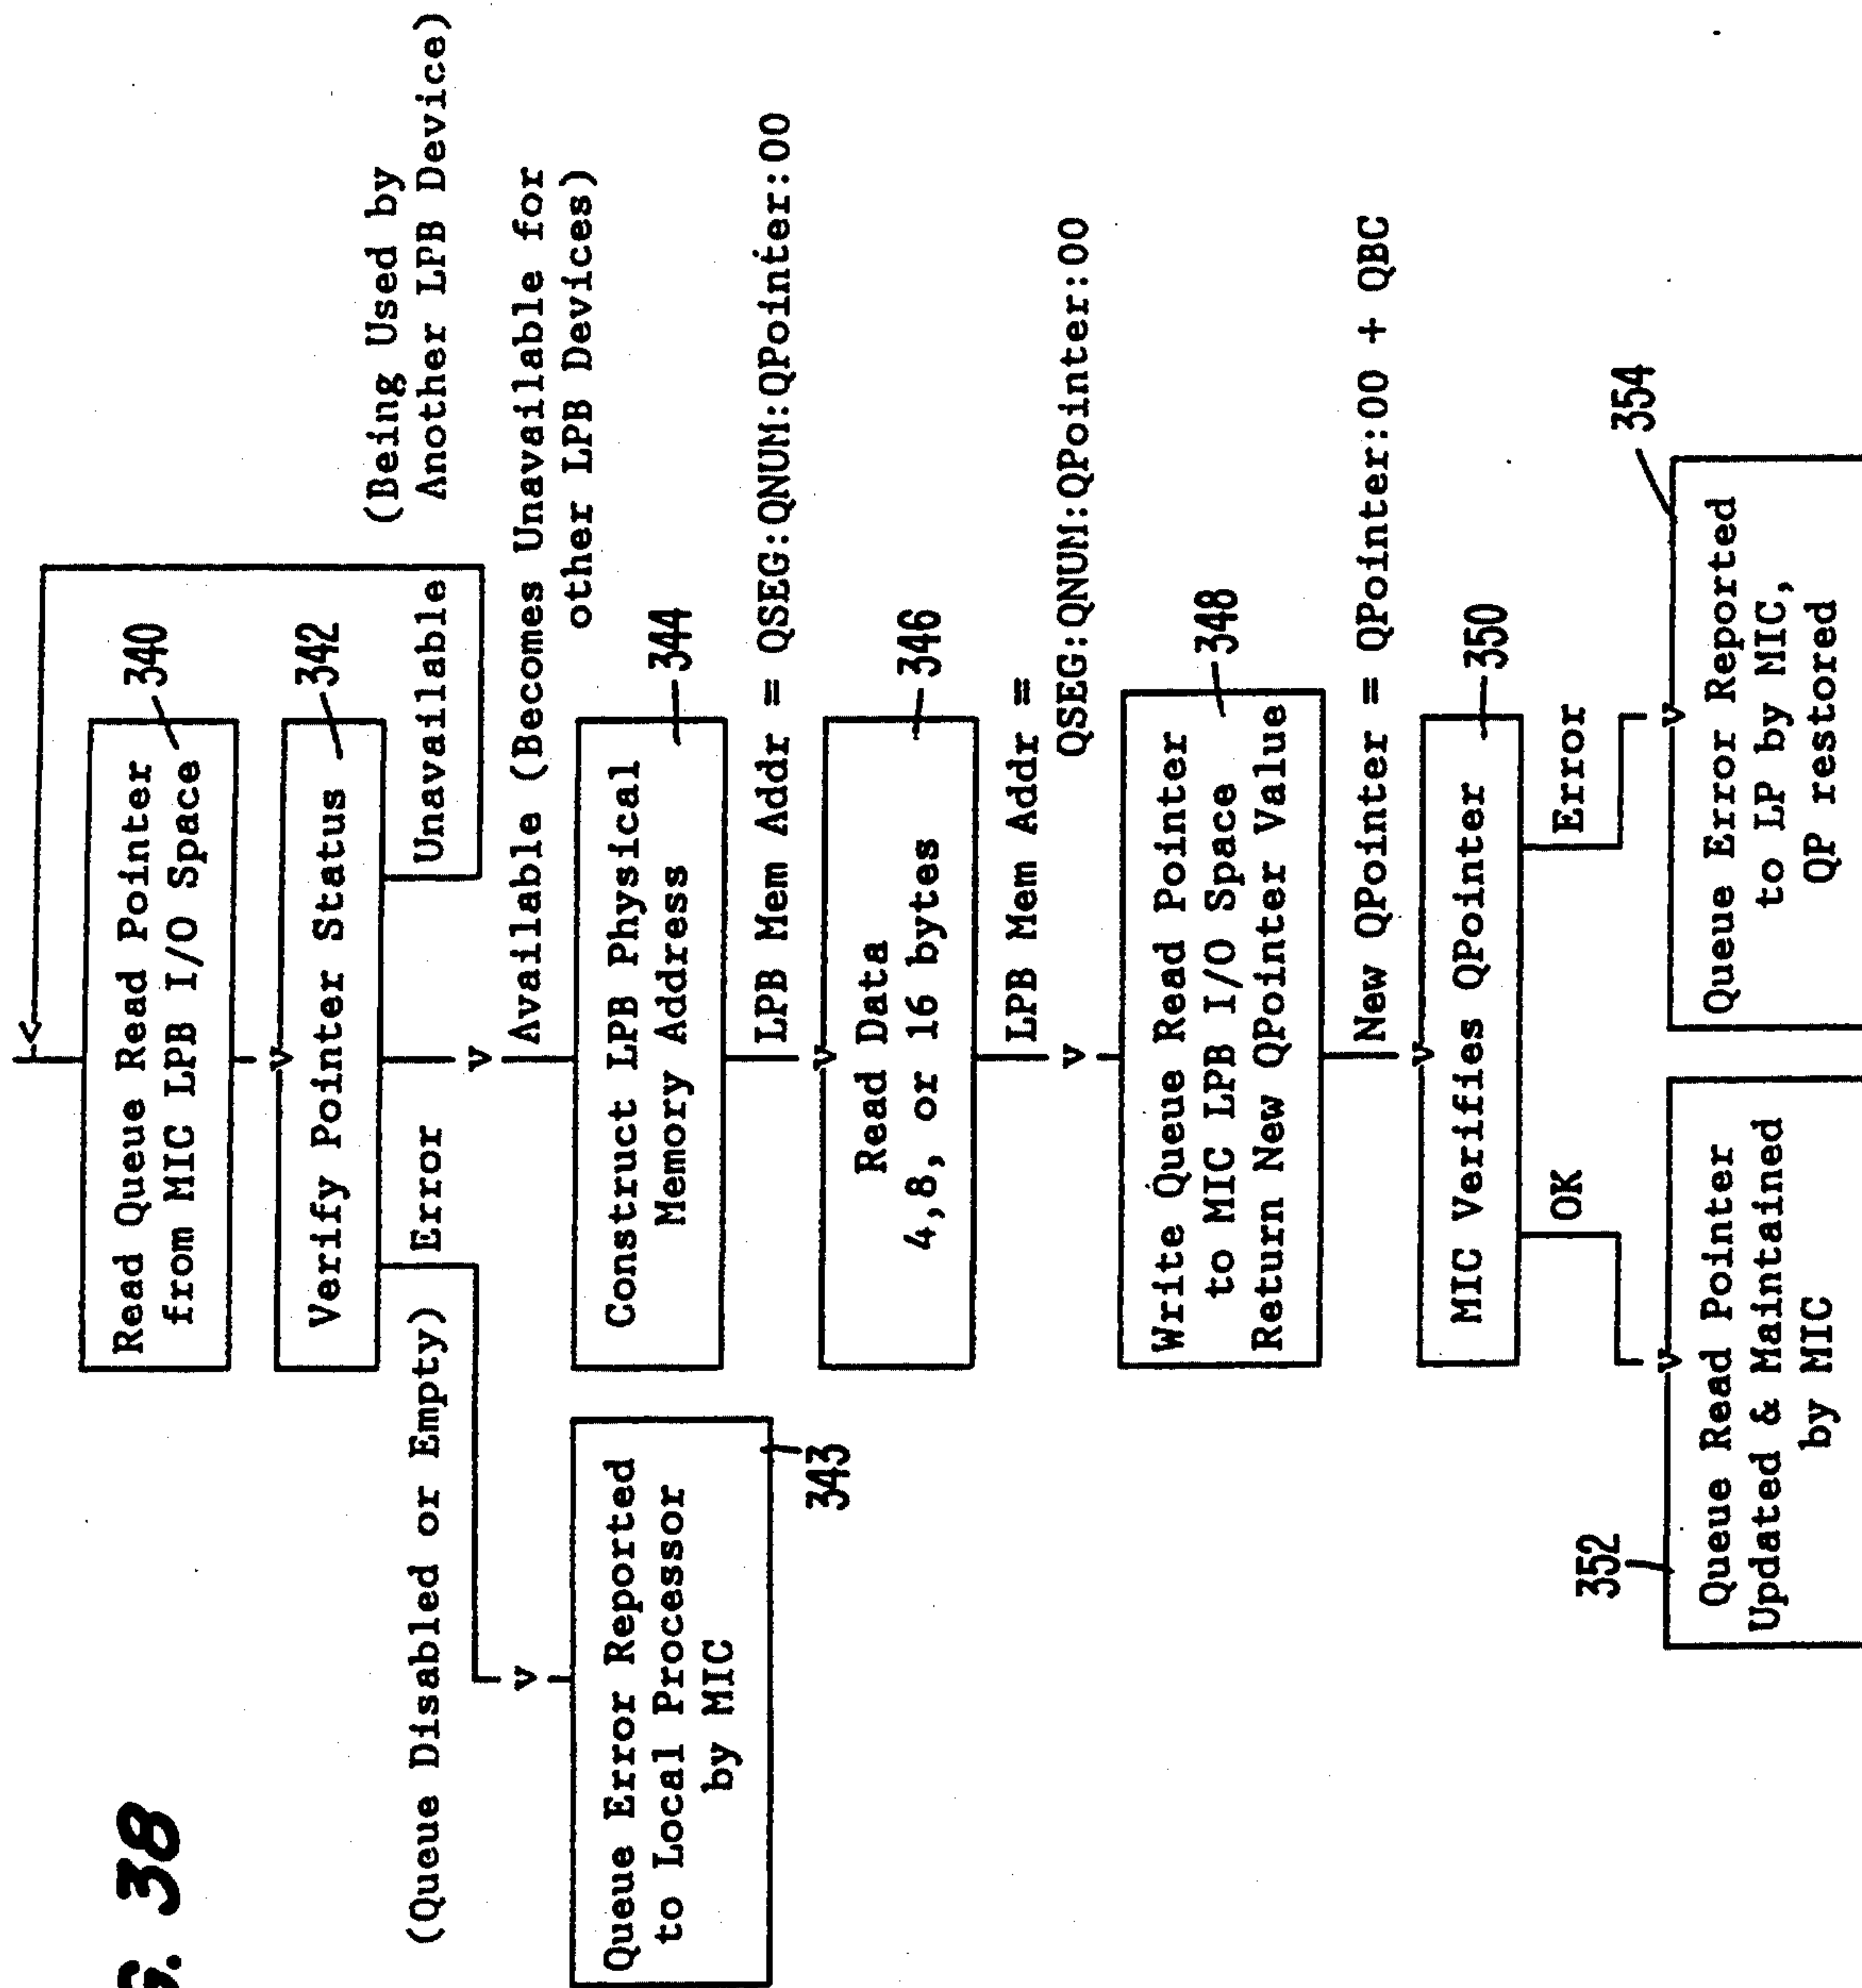 G. 38
Read Queue Read Pointer
from MIC LPB I/O Space
340
(Being Used by
Another LPB Device)
Verify Pointer Status
342
Unavailable
(Queue Disabled or Empty)
Error
Available (Becomes Unavailable for
other LPB Devices)
Queue Error Reported
to Local Processor
by MIC
343
Construct LPB Physical
Memory Address
344
LPB Mem Addr = QSEG:QNUM:QPointer:00
Read Data
4,8, or 16 bytes
346
LPB Mem Addr =
QSEG:QNUM:QPointer:00
Write Queue Read Pointer
to MIC LPB I/O Space
Return New QPointer Value
348
New QPointer = QPointer:00 + QBC
MIC Verifies QPointer
350
OK
Error
352
Queue Read Pointer
Updated & Maintained
by MIC
354
Queue Error Reported
to LP by MIC,
QP restored